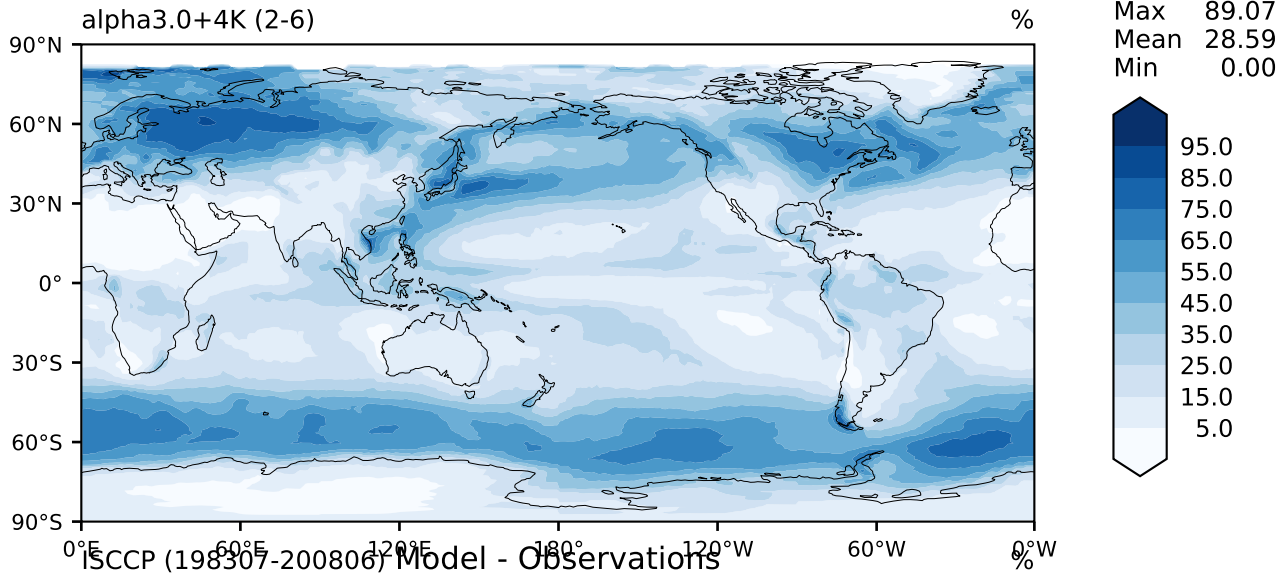 alpha3.0+4K (2-6) %
Max 89.07
Mean 28.59
Min 0.00
90°N
60°N
30°N
0°
30°S
60°S
90°S
95.0
85.0
75.0
65.0
55.0
45.0
35.0
25.0
15.0
5.0
0°E 60°E 120°E 180° 120°W 60°W 0°W
ISCCP (198307-200806) Model - Observations %